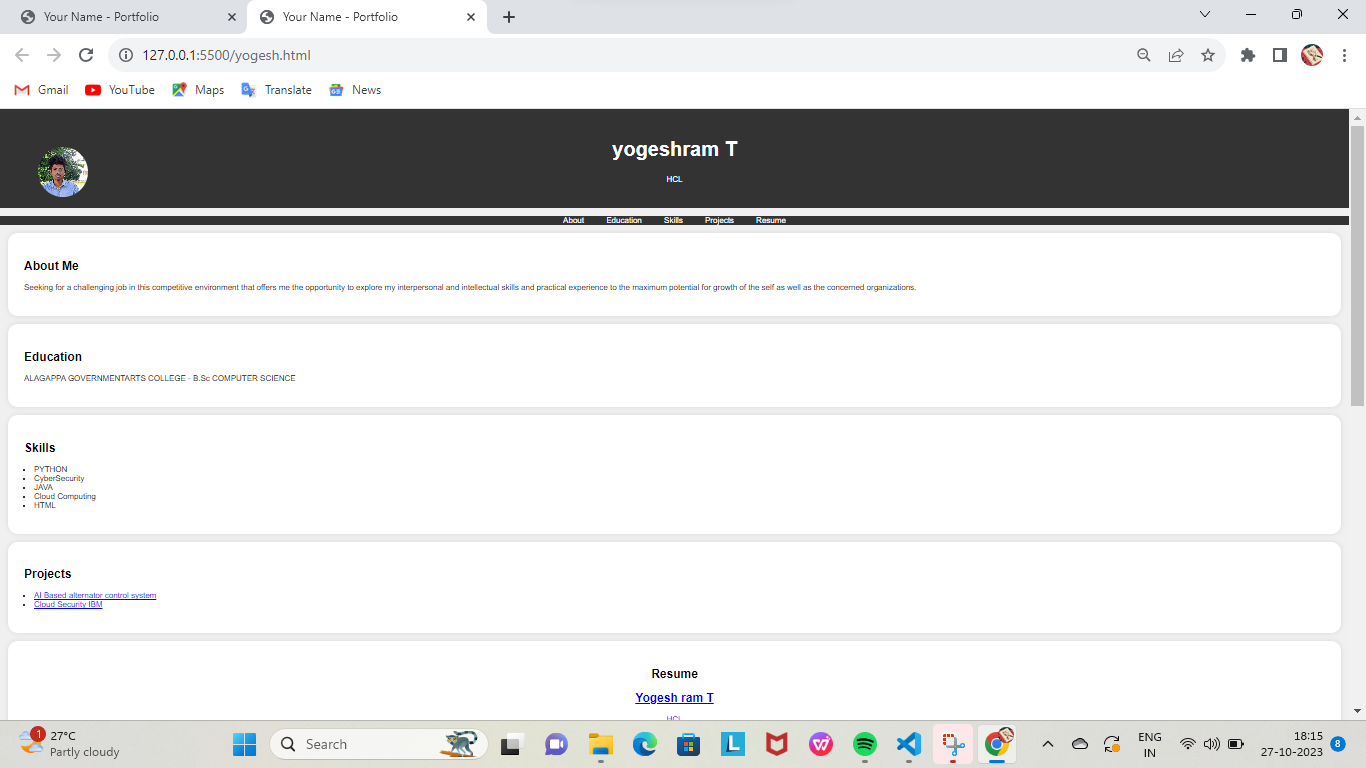 Your Name - Portfolio
Your Name - Portfolio
127.0.0.1:5500/yogesh.html
Gmail YouTube Maps Translate News
yogeshram T
HCL
About Education Skills Projects Resume
About Me
Seeking for a challenging job in this competitive environment that offers me the opportunity to explore my interpersonal and intellectual skills and practical experience to the maximum potential for growth of the self as well as the concerned organizations.
Education
ALAGAPPA GOVERNMENTARTS COLLEGE - B.Sc COMPUTER SCIENCE
Skills
PYTHON
CyberSecurity
JAVA
Cloud Computing
HTML
Projects
AI Based alternator control system
Cloud Security IBM
Resume
Yogesh ram T
HCL
1
27°C
Partly cloudy
Search
ENG
IN
18:15
27-10-2023
8